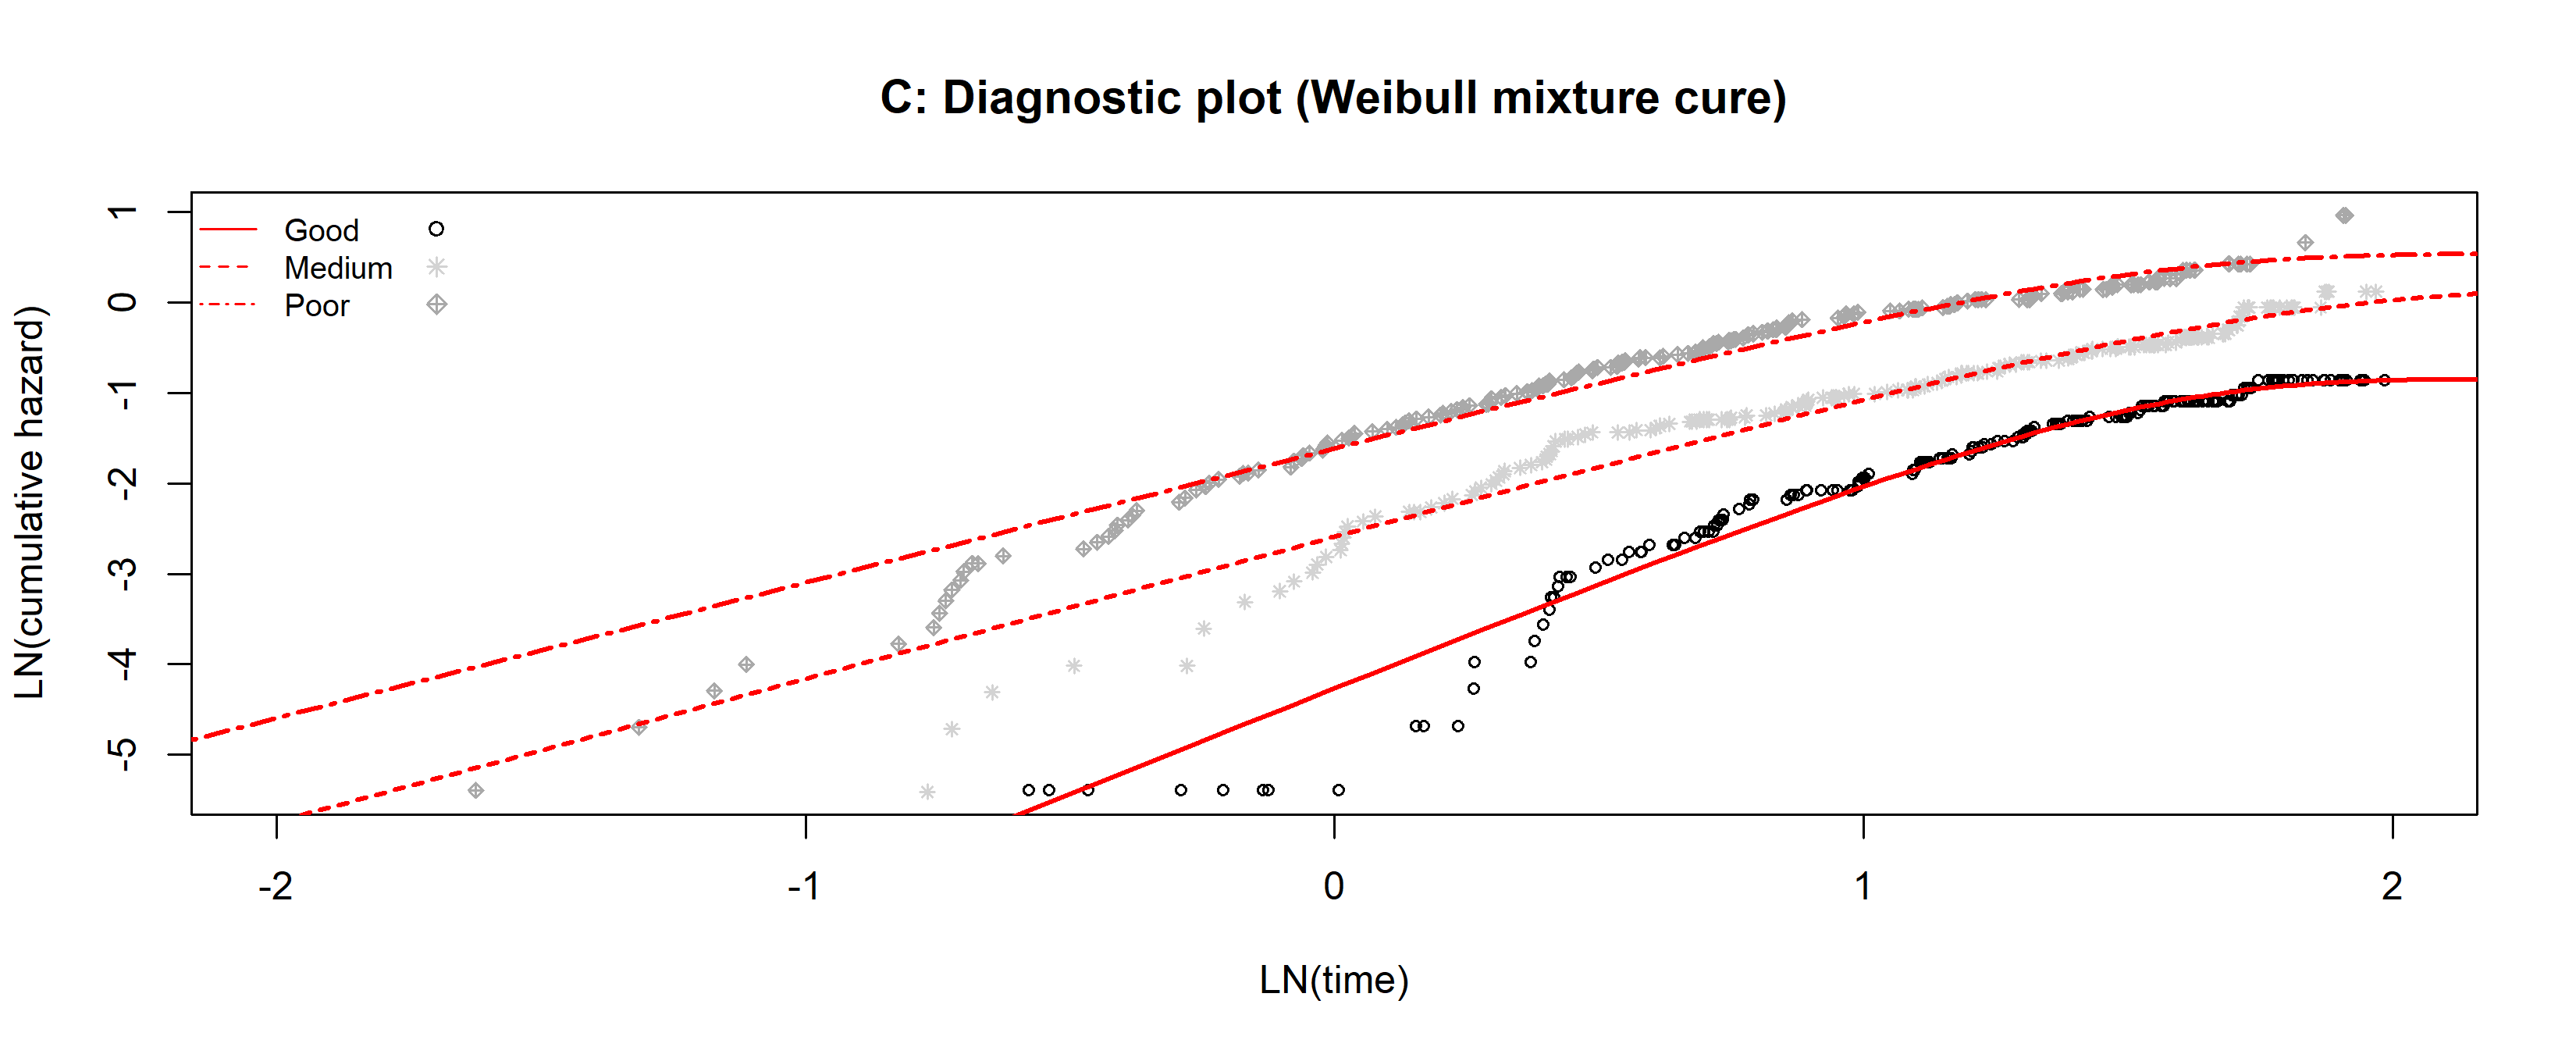 C: Diagnostic plot (Weibull mixture cure)
LN(cumulative hazard)
1
0
-1
-2
-3
-4
-5
Good
Medium
Poor
-2 -1 0 1 2
LN(time)